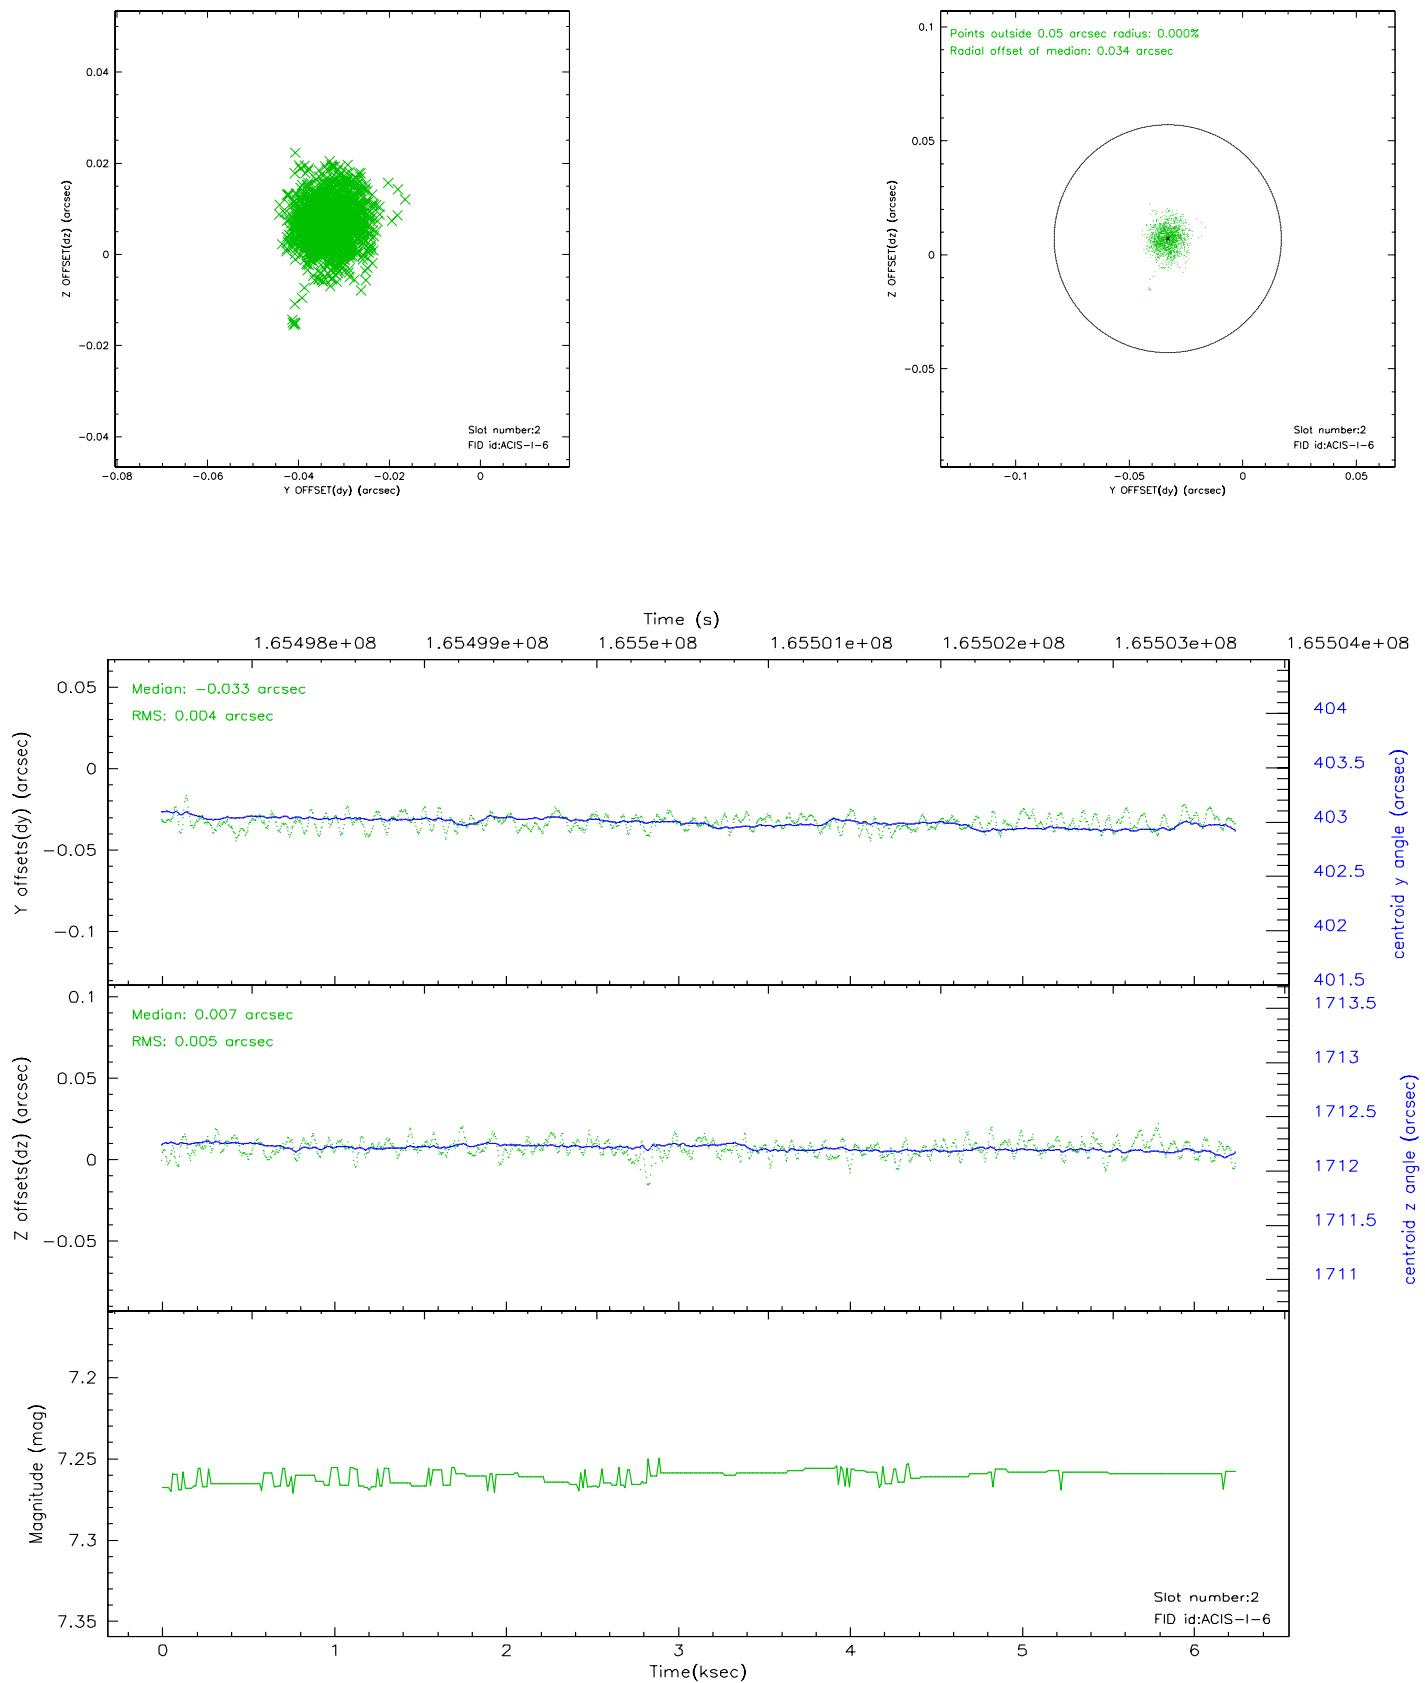 0.04
0.02
0
−0.02
−0.04
Z OFFSET(dz) (arcsec)
Slot number:2
FID id:ACIS−I−6
−0.08 −0.06 −0.04 −0.02 0
Y OFFSET(dy) (arcsec)
Points outside 0.05 arcsec radius: 0.000%
Radial offset of median: 0.034 arcsec
0.1
0.05
0
−0.05
Z OFFSET(dz) (arcsec)
Slot number:2
FID id:ACIS−I−6
−0.1 −0.05 0 0.05
Y OFFSET(dy) (arcsec)
Time (s)
1.65498e+08 1.65499e+08 1.655e+08 1.65501e+08 1.65502e+08 1.65503e+08 1.65504e+08
Median: −0.033 arcsec
RMS: 0.004 arcsec
0.05
0
−0.05
−0.1
Y offsets(dy) (arcsec)
404
403.5
403
402.5
402
401.5
centroid y angle (arcsec)
Median: 0.007 arcsec
RMS: 0.005 arcsec
0.1
0.05
0
−0.05
Z offsets(dz) (arcsec)
1713.5
1713
1712.5
1712
1711.5
1711
centroid z angle (arcsec)
7.2
7.25
7.3
7.35
Magnitude (mag)
Slot number:2
FID id:ACIS−I−6
0 1 2 3 4 5 6
Time(ksec)